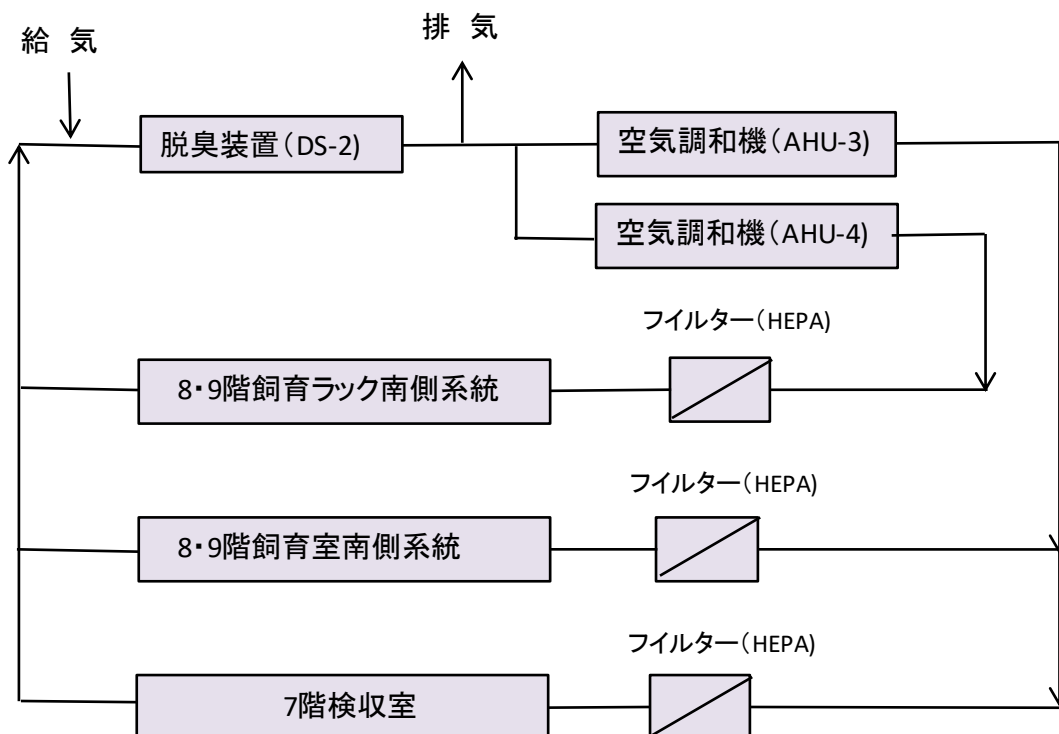 給 気
排 気
脱臭装置(DS-2)
空気調和機(AHU-3)
空気調和機(AHU-4)
フイルター(HEPA)
8・9階飼育ラック南側系統
フイルター(HEPA)
8・9階飼育室南側系統
フイルター(HEPA)
7階検収室